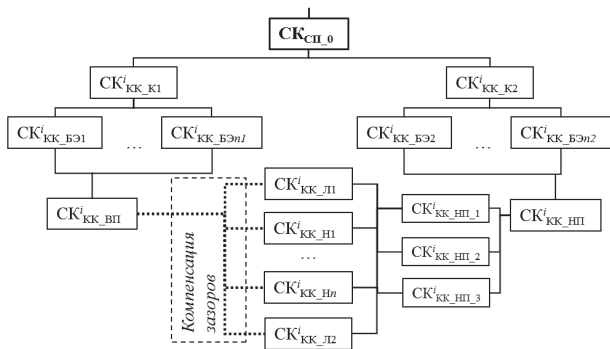 СКСП_0
СКiКК_К1
СКiКК_К2
СКiКК_БЭ1
...
СКiКК_БЭn1
СКiКК_БЭ2
...
СКiКК_БЭn2
СКiКК_ВП
Компенсация
зазоров
СКiКК_Л1
СКiКК_Н1
...
СКiКК_Нn
СКiКК_Л2
СКiКК_НП_1
СКiКК_НП_2
СКiКК_НП_3
СКiКК_НП